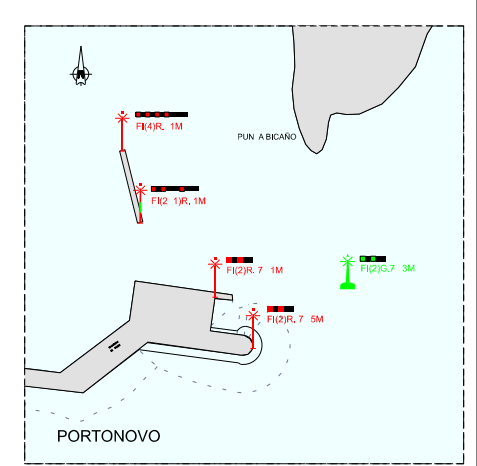 Fl(4)R. 1M
PUN A BICAÑO
Fl(2 1)R. 1M
Fl(2)R. 7 1M
Fl(2)G.7 3M
Fl(2)R. 7 5M
PORTONOVO